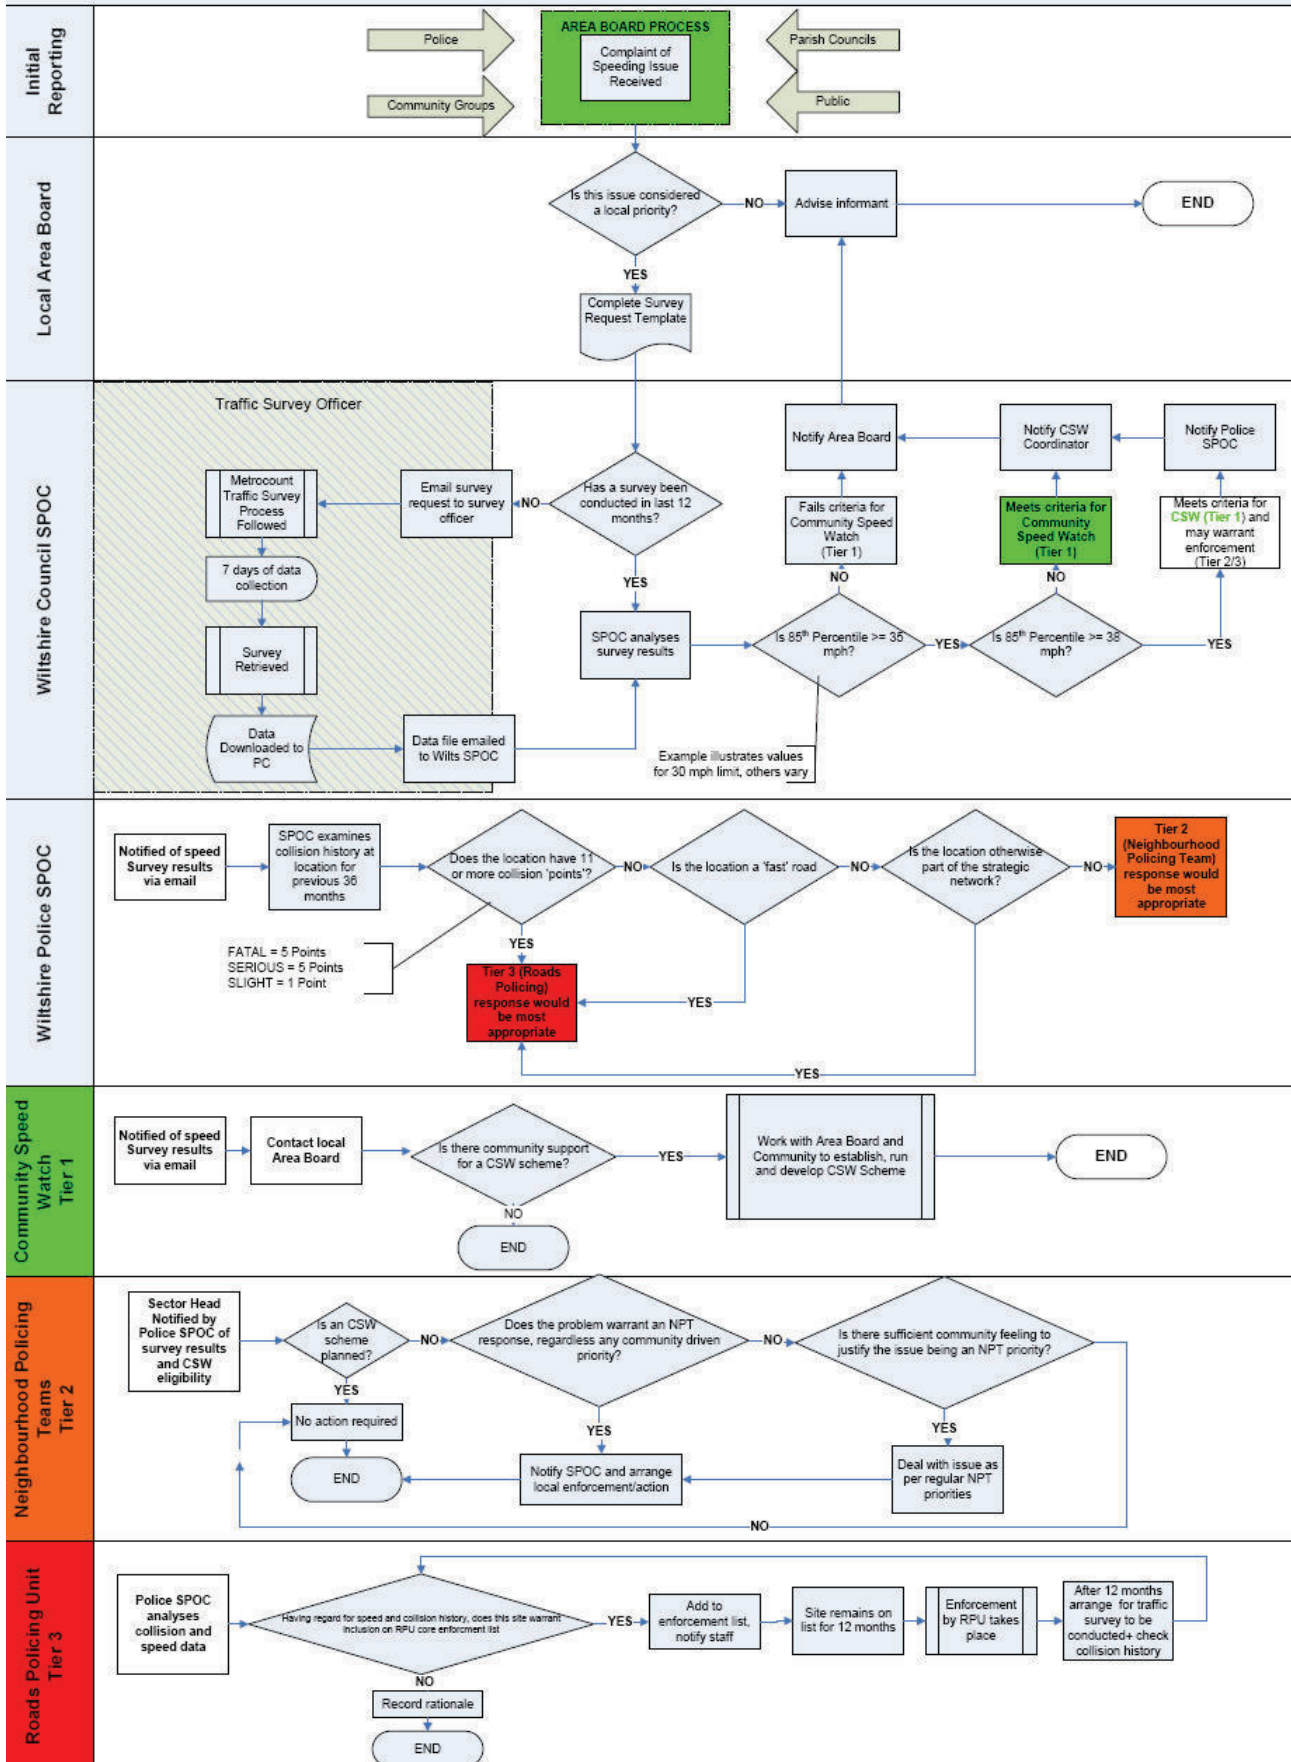 Initial
Reporting
Police
Community Groups
AREA BOARD PROCESS
Complaint of
Speeding Issue
Received
Parish Councils
Public
Local Area Board
Is this issue considered
a local priority?
NO
Advise informant
END
YES
Complete Survey
Request Template
Wiltshire Council SPOC
Traffic Survey Officer
Metrocount
Traffic Survey
Process
Followed
Email survey
request to survey
officer
NO
Has a survey been
conducted in last 12
months?
Notify Area Board
Notify CSW
Coordinator
Notify Police
SPOC
7 days of data
collection
YES
Fails criteria for
Community Speed
Watch
(Tier 1)
Meets criteria for
Community
Speed Watch
(Tier 1)
Meets criteria for
CSW (Tier 1) and
may warrant
enforcement
(Tier 2/3)
NO
NO
Survey
Retrieved
SPOC analyses
survey results
Is 85th Percentile >= 35
mph?
YES
Is 85th Percentile >= 38
mph?
YES
Data
Downloaded to
PC
Data file emailed
to Wilts SPOC
Example illustrates values
for 30 mph limit, others vary
Wiltshire Police SPOC
Notified of speed
Survey results
via email
SPOC examines
collision history at
location for
previous 36
months
Does the location have 11
or more collision 'points'?
NO
Is the location a 'fast' road
NO
Is the location otherwise
part of the strategic
network?
NO
Tier 2
(Neighbourhood
Policing Team)
response would
be most
appropriate
FATAL = 5 Points
SERIOUS = 5 Points
SLIGHT = 1 Point
YES
Tier 3 (Roads
Policing)
response would
be most
appropriate
YES
YES
Community Speed
Watch
Tier 1
Notified of speed
Survey results
via email
Contact local
Area Board
Is there community support
for a CSW scheme?
YES
Work with Area Board and
Community to establish, run
and develop CSW Scheme
END
NO
END
Neighbourhood Policing
Teams
Tier 2
Sector Head
Notified by
Police SPOC of
survey results
and CSW
eligibility
Is an CSW
scheme
planned?
NO
Does the problem warrant an NPT
response, regardless any community driven
priority?
NO
Is there sufficient community feeling to
justify the issue being an NPT priority?
YES
No action required
END
YES
Notify SPOC and arrange
local enforcement/action
YES
Deal with issue as
per regular NPT
priorities
NO
Roads Policing Unit
Tier 3
Police SPOC
analyses
collision and
speed data
Having regard for speed and collision history, does this site warrant
inclusion on RPU core enforcement list
YES
Add to
enforcement list,
notify staff
Site remains on
list for 12 months
Enforcement
by RPU takes
place
After 12 months
arrange for traffic
survey to be
conducted+ check
collision history
NO
Record rationale
END